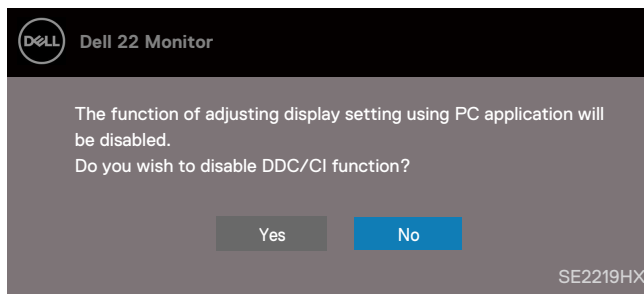 DELL Dell 22 Monitor
The function of adjusting display setting using PC application will
be disabled.
Do you wish to disable DDC/CI function?
Yes No
SE2219HX